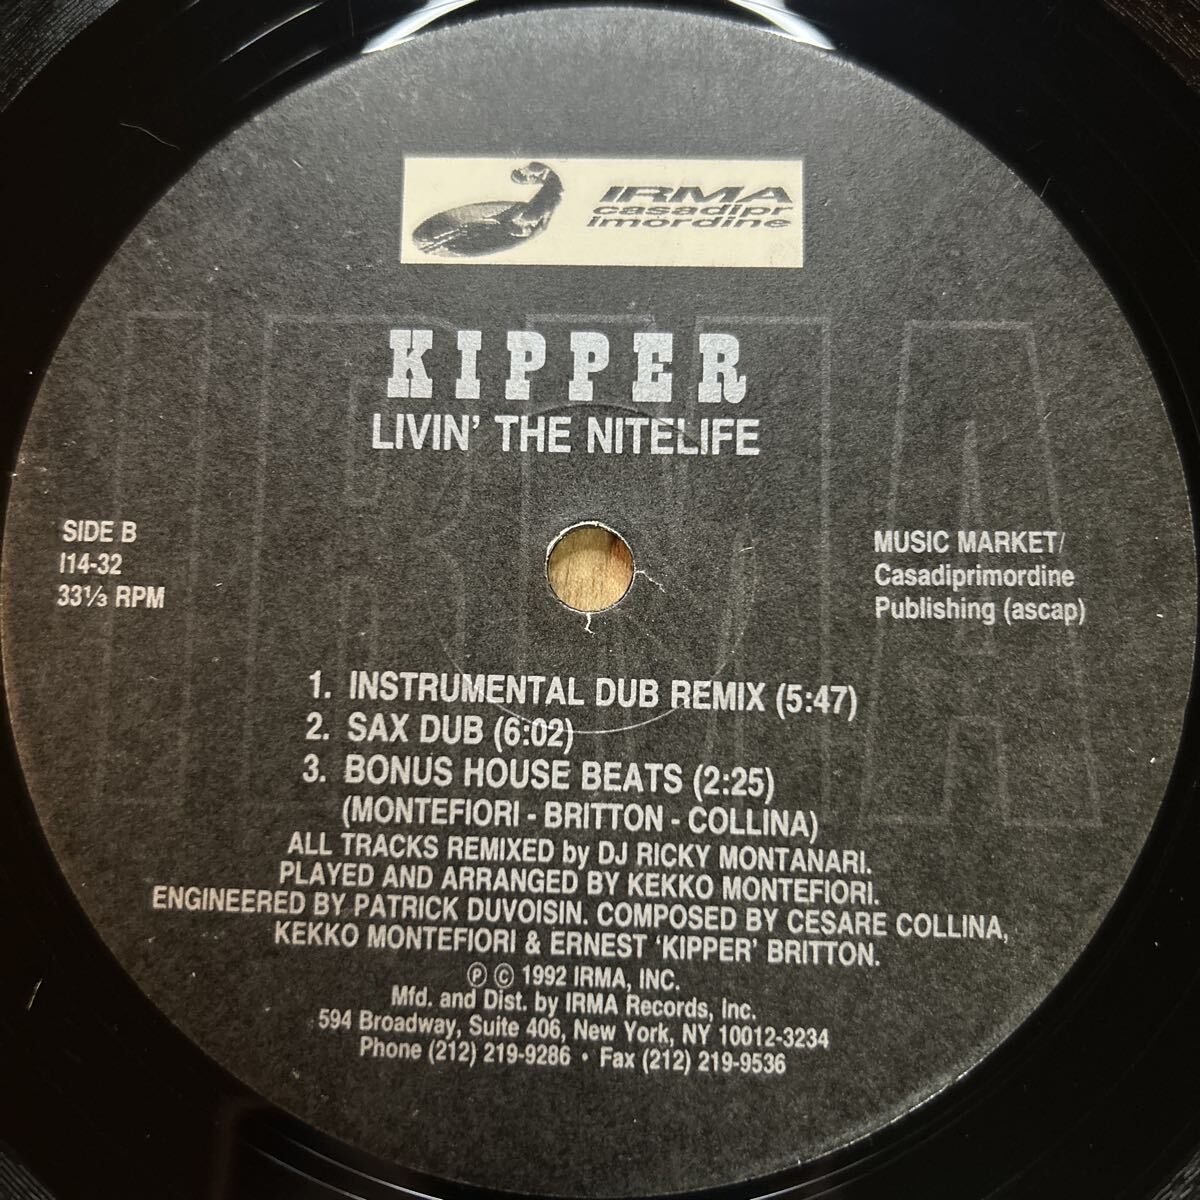 IRMA
casadipr
imordine
IRMA
KIPPER
LIVIN' THE NITELIFE
SIDE B
I14-32
33⅓ RPM
MUSIC MARKET/
Casadiprimordine
Publishing (ascap)
1. INSTRUMENTAL DUB REMIX (5:47)
2. SAX DUB (6:02)
3. BONUS HOUSE BEATS (2:25)
(MONTEFIORI - BRITTON - COLLINA)
ALL TRACKS REMIXED by DJ RICKY MONTANARI.
PLAYED AND ARRANGED BY KEKKO MONTEFIORI.
ENGINEERED BY PATRICK DUVOISIN. COMPOSED BY CESARE COLLINA,
KEKKO MONTEFIORI & ERNEST 'KIPPER' BRITTON.
℗ © 1992 IRMA, INC.
Mfd. and Dist. by IRMA Records, Inc.
594 Broadway, Suite 406, New York, NY 10012-3234
Phone (212) 219-9286 • Fax (212) 219-9536